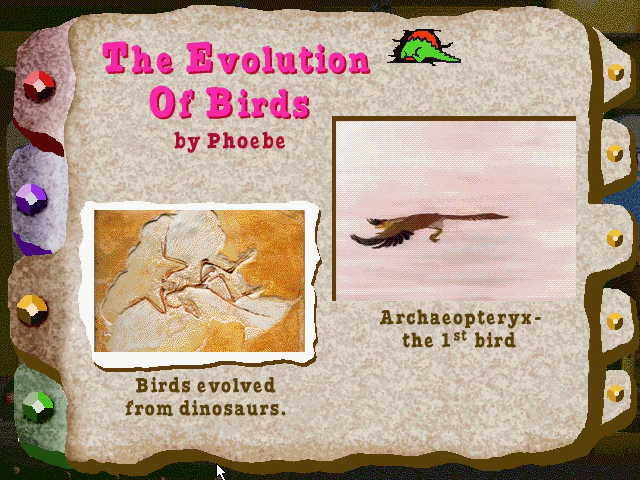 The Evolution
Of Birds
by Phoebe
Archaeopteryx-
the 1st bird
Birds evolved
from dinosaurs.